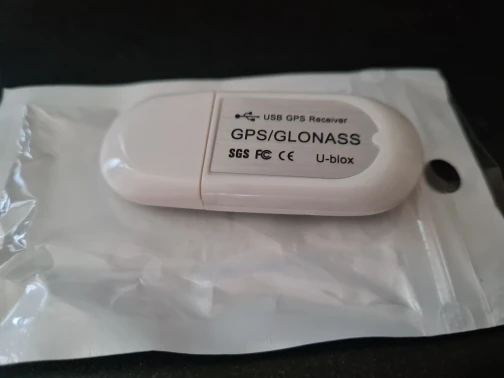 USB GPS Receiver
GPS/GLONASS
SGS FC CE U-blox